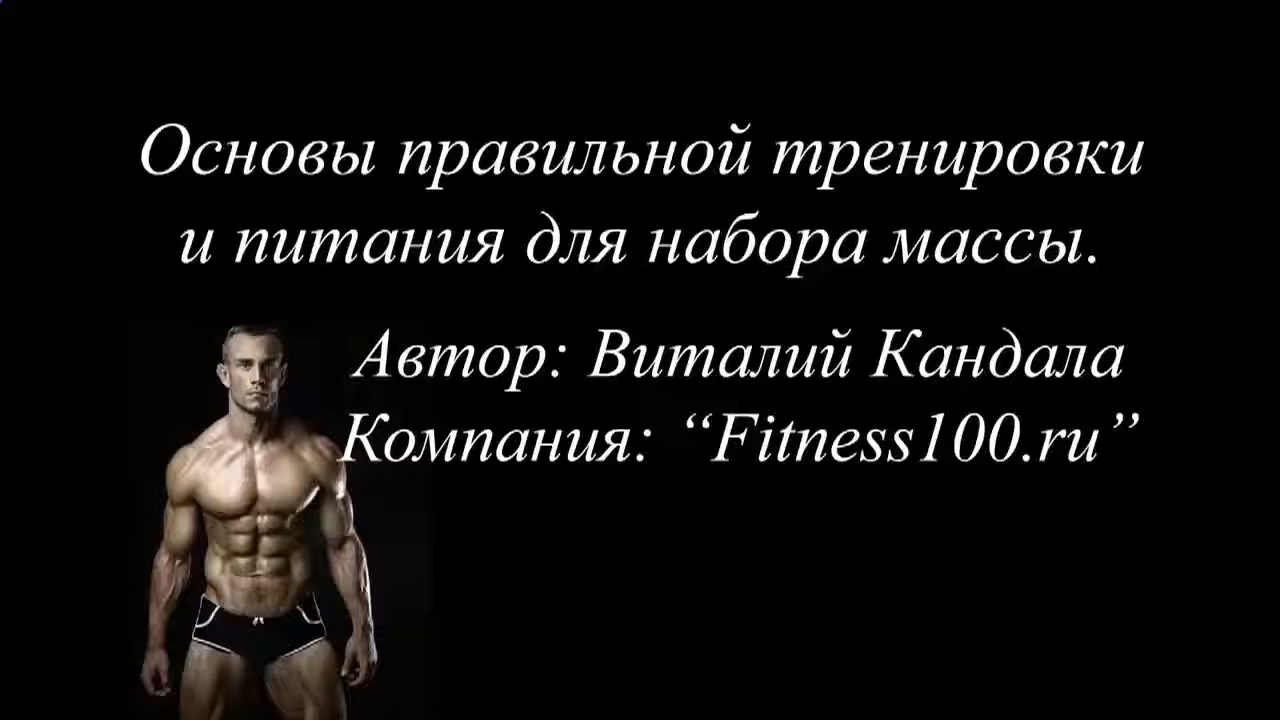 Основы правильной тренировки
и питания для набора массы.
Автор: Виталий Кандала
Компания: “Fitness100.ru”